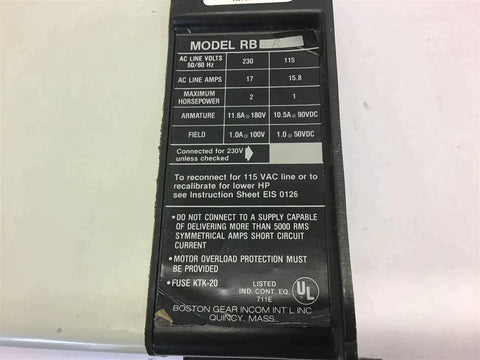 MODEL RB
AC LINE VOLTS 50/60 Hz 230 115
AC LINE AMPS 17 15.8
MAXIMUM HORSEPOWER 2 1
ARMATURE 11.6A@180V 10.5A@90VDC
FIELD 1.0A@100V 1.0@50VDC
Connected for 230V
unless checked
To reconnect for 115 VAC line or to
recalibrate for lower HP
see Instruction Sheet EIS 0126
•DO NOT CONNECT TO A SUPPLY CAPABLE
OF DELIVERING MORE THAN 5000 RMS
SYMMETRICAL AMPS SHORT CIRCUIT
CURRENT
•MOTOR OVERLOAD PROTECTION MUST
BE PROVIDED
•FUSE KTK-20
LISTED
IND. CONT. EQ.
711E
UL
BOSTON GEAR INCOM INT'L INC
QUINCY, MASS.